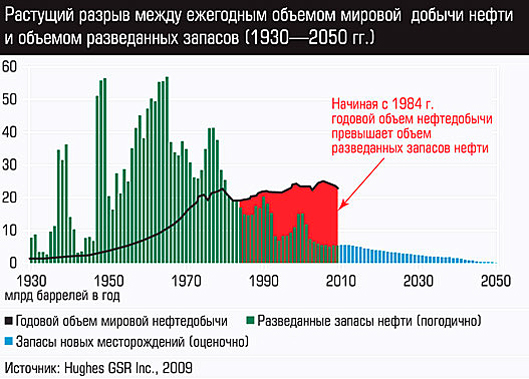 Растущий разрыв между ежегодным объемом мировой добычи нефти
и объемом разведанных запасов (1930—2050 гг.)
60
50
40
30
20
10
0
Начиная с 1984 г.
годовой объем нефтедобычи
превышает объем
разведанных запасов нефти
1930 1950 1970 1990 2010 2030 2050
млрд баррелей в год
Годовой объем мировой нефтедобычи
Разведанные запасы нефти (погодично)
Запасы новых месторождений (оценочно)
Источник: Hughes GSR Inc., 2009